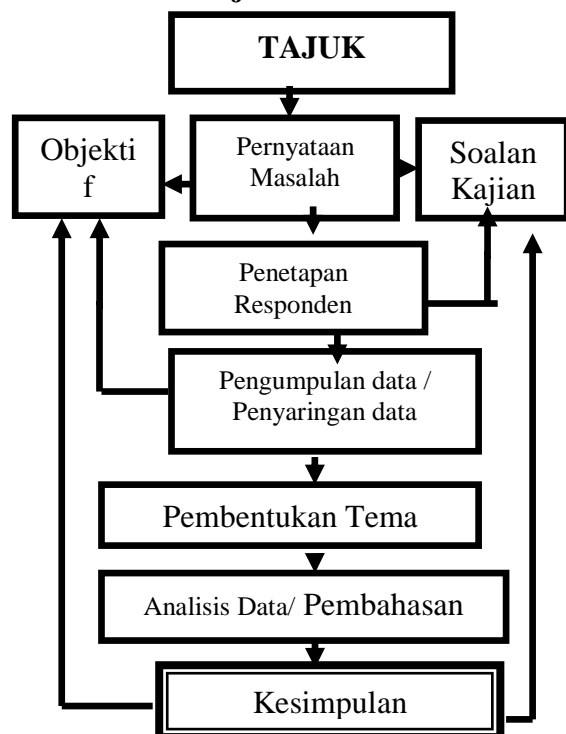 TAJUK
Objekti
f
Pernyataan
Masalah
Soalan
Kajian
Penetapan
Responden
Pengumpulan data /
Penyaringan data
Pembentukan Tema
Analisis Data/ Pembahasan
Kesimpulan